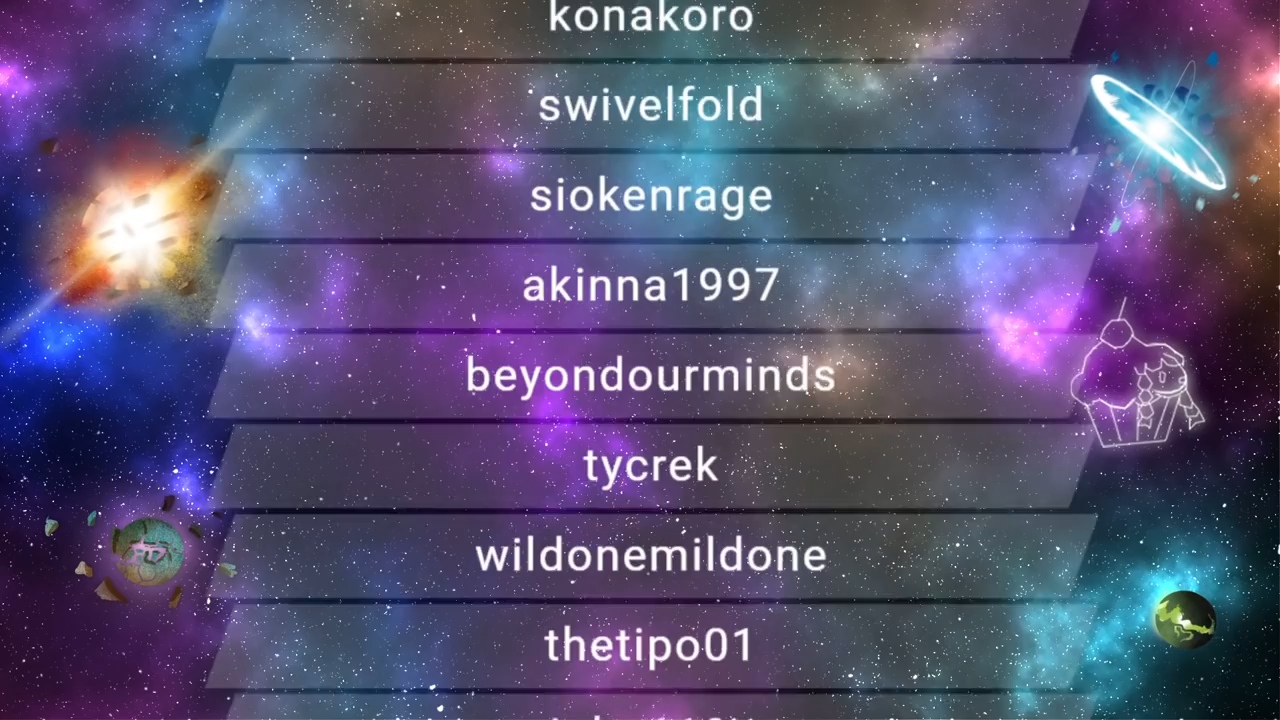 konakoro
swivelfold
siokenrage
akinna1997
beyondourminds
tycrek
wildonemildone
thetipo01